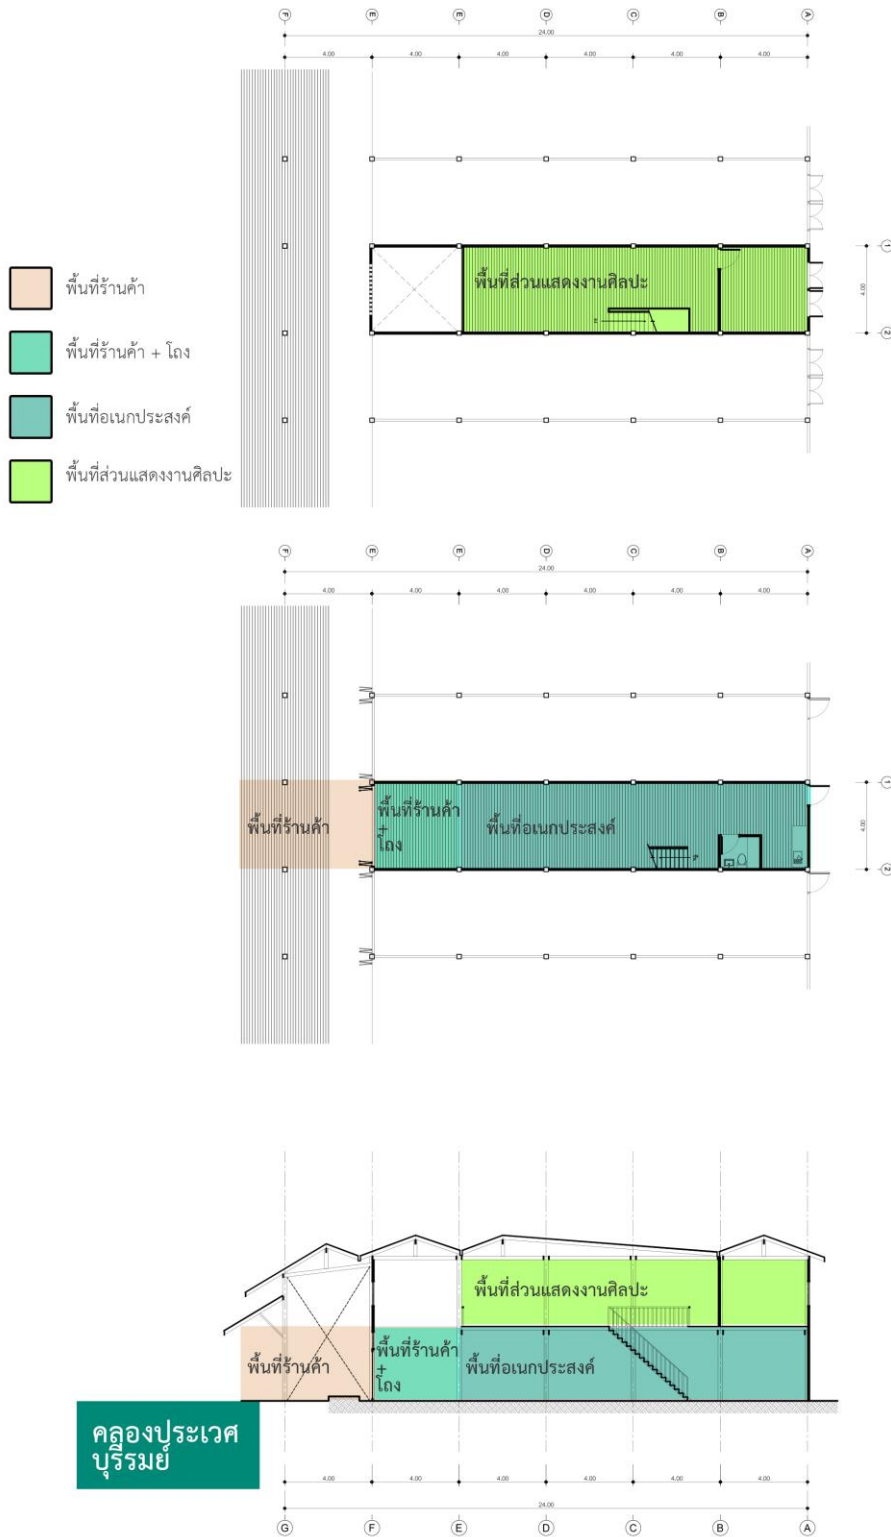 F E E D C B A
24.00
4.00 4.00 4.00 4.00 4.00 4.00
พื้นที่ร้านค้า
พื้นที่ร้านค้า + โถง
พื้นที่อเนกประสงค์
พื้นที่ส่วนแสดงงานศิลปะ
พื้นที่ส่วนแสดงงานศิลปะ
1
4.00
2
F E E D C B A
24.00
4.00 4.00 4.00 4.00 4.00 4.00
พื้นที่ร้านค้า
พื้นที่ร้านค้า
+
โถง
พื้นที่อเนกประสงค์
1
4.00
2
พื้นที่ส่วนแสดงงานศิลปะ
พื้นที่ร้านค้า
พื้นที่ร้านค้า
+
โถง
พื้นที่อเนกประสงค์
คลองประเวศ
บุรีรมย์
4.00 4.00 4.00 4.00 4.00 4.00
24.00
G F E D C B A